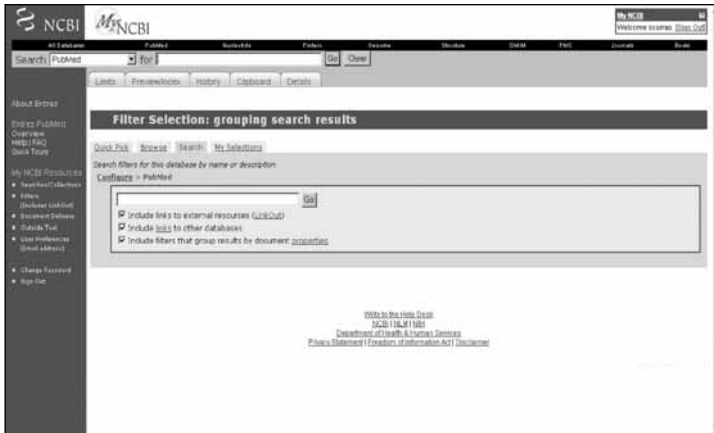 NCBI
My NCBI
My NCBI
Welcome scorras [Sign Out]
All Databases PubMed Nucleotide Protein Genome Structure OMIM PMC Journals Books
Search PubMed for Go Clear
Limits Preview/Index History Clipboard Details
About Entrez
Entrez PubMed
Overview
Help | FAQ
Quick Tours
My NCBI Resources
Searches/Collections
Filters
(Includes LinkOut)
Document Delivery
Outside Tool
User Preferences
(Email address)
Change Password
Sign Out
Filter Selection: grouping search results
Quick Pick Browse Search My Selections
Search filters for this database by name or description
Configure > PubMed
Go
Include links to external resources (LinkOut)
Include links to other databases
Include filters that group results by document properties
Write to the Help Desk
NCBI | NLM | NIH
Department of Health & Human Services
Privacy Statement | Freedom of Information Act | Disclaimer